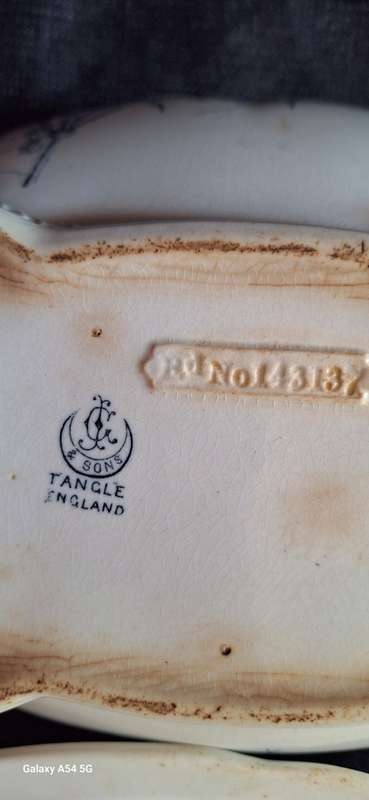 Rd No 143137
& SONS
TANGLE
ENGLAND
Galaxy A54 5G